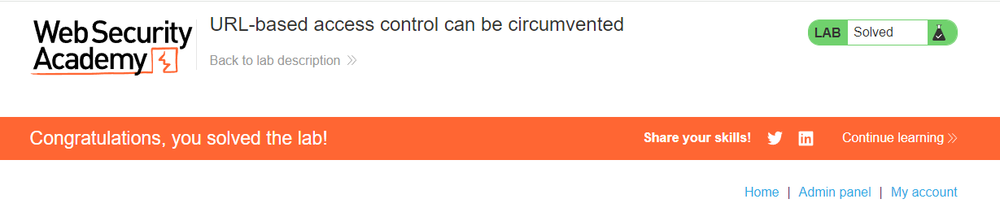 Web Security
Academy
URL-based access control can be circumvented
Back to lab description
LAB Solved
Congratulations, you solved the lab!
Share your skills!
Continue learning
Home | Admin panel | My account